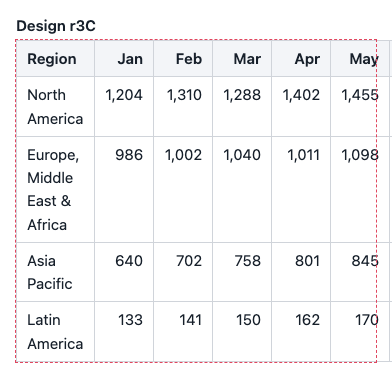 Design r3C
Region Jan Feb Mar Apr May
North America 1,204 1,310 1,288 1,402 1,455
Europe, Middle East & Africa 986 1,002 1,040 1,011 1,098
Asia Pacific 640 702 758 801 845
Latin America 133 141 150 162 170